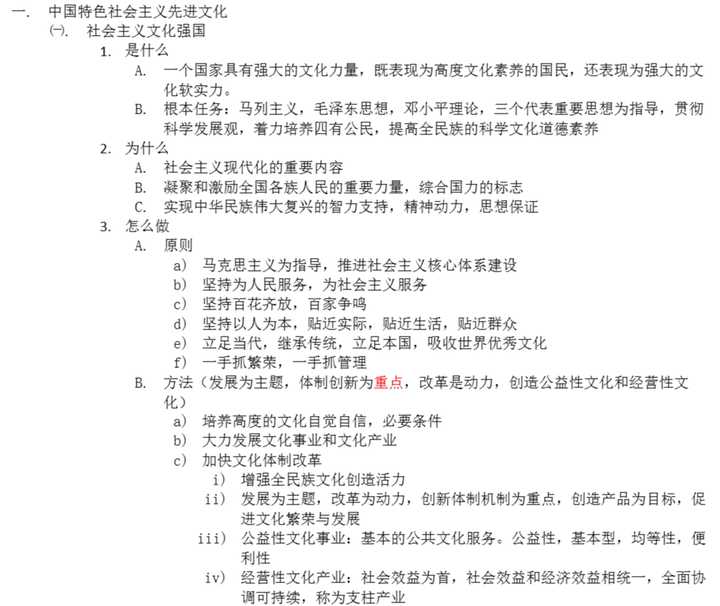 一. 中国特色社会主义先进文化
㈠. 社会主义文化强国
1. 是什么
A. 一个国家具有强大的文化力量，既表现为高度文化素养的国民，还表现为强大的文
化软实力。
B. 根本任务：马列主义，毛泽东思想，邓小平理论，三个代表重要思想为指导，贯彻
科学发展观，着力培养四有公民，提高全民族的科学文化道德素养
2. 为什么
A. 社会主义现代化的重要内容
B. 凝聚和激励全国各族人民的重要力量，综合国力的标志
C. 实现中华民族伟大复兴的智力支持，精神动力，思想保证
3. 怎么做
A. 原则
a) 马克思主义为指导，推进社会主义核心体系建设
b) 坚持为人民服务，为社会主义服务
c) 坚持百花齐放，百家争鸣
d) 坚持以人为本，贴近实际，贴近生活，贴近群众
e) 立足当代，继承传统，立足本国，吸收世界优秀文化
f) 一手抓繁荣，一手抓管理
B. 方法（发展为主题，体制创新为重点，改革是动力，创造公益性文化和经营性文
化）
a) 培养高度的文化自觉自信，必要条件
b) 大力发展文化事业和文化产业
c) 加快文化体制改革
i) 增强全民族文化创造活力
ii) 发展为主题，改革为动力，创新体制机制为重点，创造产品为目标，促
进文化繁荣与发展
iii) 公益性文化事业：基本的公共文化服务。公益性，基本型，均等性，便
利性
iv) 经营性文化产业：社会效益为首，社会效益和经济效益相统一，全面协
调可持续，称为支柱产业